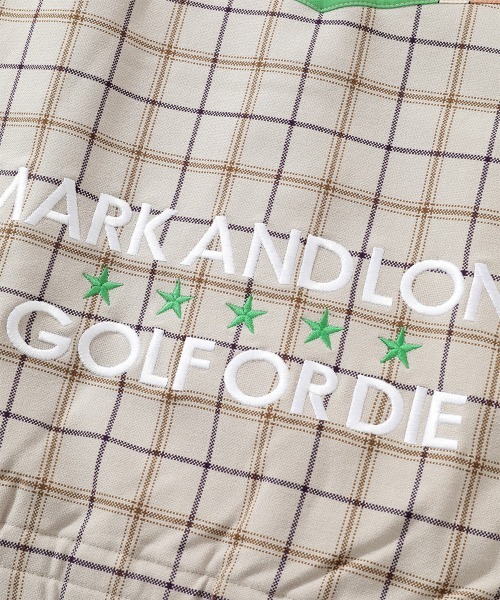 MARK AND LON
GOLF OR DIE